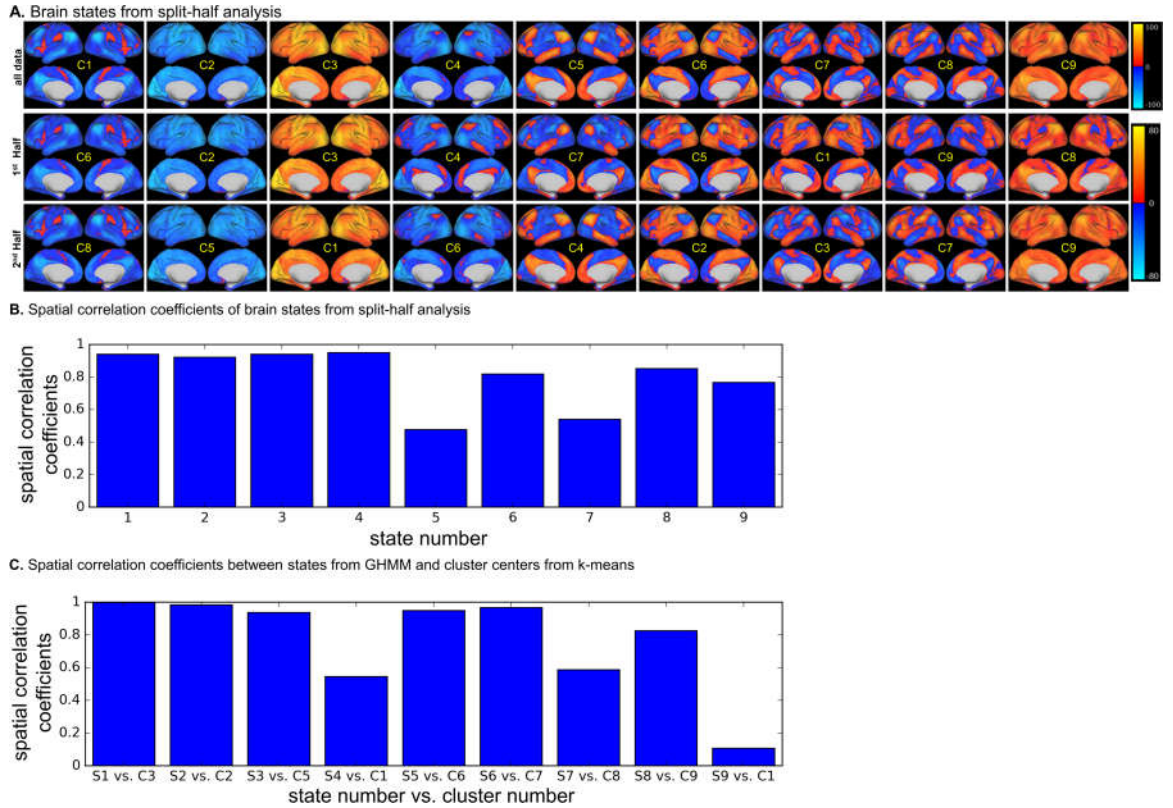 A. Brain states from split-half analysis
all data
C1 C2 C3 C4 C5 C6 C7 C8 C9
100
0
-100
1st Half
C6 C2 C3 C4 C7 C5 C1 C9 C8
80
0
-80
2nd Half
C8 C5 C1 C6 C4 C2 C3 C7 C9
B. Spatial correlation coefficients of brain states from split-half analysis
spatial correlation
coefficients
1
0.8
0.6
0.4
0.2
0
1 2 3 4 5 6 7 8 9
state number
C. Spatial correlation coefficients between states from GHMM and cluster centers from k-means
spatial correlation
coefficients
1
0.8
0.6
0.4
0.2
0
S1 vs. C3 S2 vs. C2 S3 vs. C5 S4 vs. C1 S5 vs. C6 S6 vs. C7 S7 vs. C8 S8 vs. C9 S9 vs. C1
state number vs. cluster number